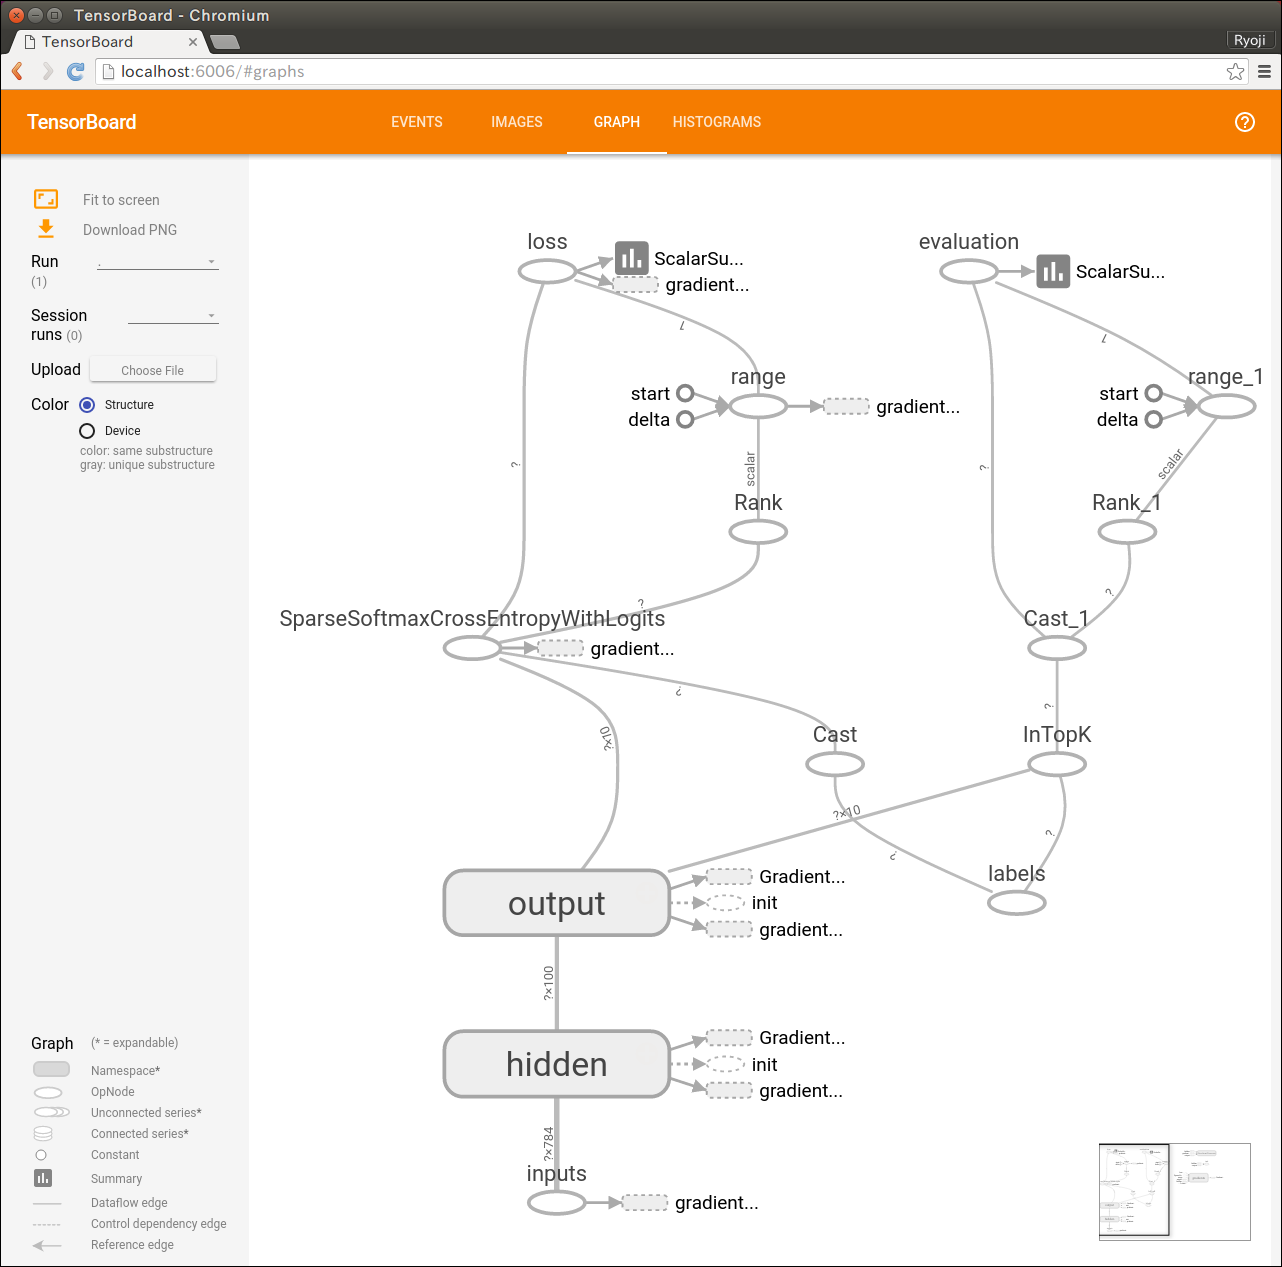 TensorBoard - Chromium
TensorBoard
Ryoji
localhost:6006/#graphs
TensorBoard
EVENTS
IMAGES
GRAPH
HISTOGRAMS
Fit to screen
Download PNG
Run
.
(1)
Session
runs (0)
Upload
Choose File
Color
Structure
Device
color: same substructure
gray: unique substructure
loss
ScalarSu...
gradient...
evaluation
ScalarSu...
?
?
range
start
delta
gradient...
range_1
start
delta
?
scalar
?
scalar
Rank
Rank_1
?
?
SparseSoftmaxCrossEntropyWithLogits
gradient...
Cast_1
?
?
?×10
Cast
InTopK
?×10
?
?
labels
output
Gradient...
init
gradient...
?×100
hidden
Gradient...
init
gradient...
?×784
inputs
gradient...
Graph
(* = expandable)
Namespace*
OpNode
Unconnected series*
Connected series*
Constant
Summary
Dataflow edge
Control dependency edge
Reference edge